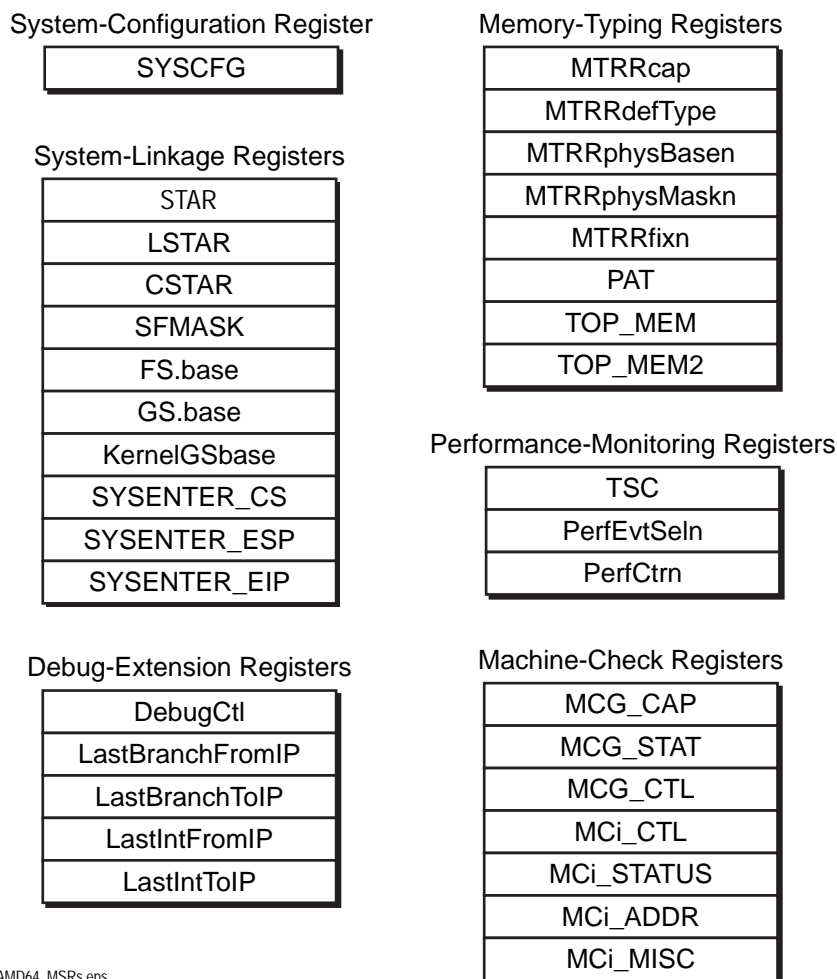 System-Configuration Register
SYSCFG
System-Linkage Registers
STAR
LSTAR
CSTAR
SFMASK
FS.base
GS.base
KernelGSbase
SYSENTER_CS
SYSENTER_ESP
SYSENTER_EIP
Debug-Extension Registers
DebugCtl
LastBranchFromIP
LastBranchToIP
LastIntFromIP
LastIntToIP
Memory-Typing Registers
MTRRcap
MTRRdefType
MTRRphysBasen
MTRRphysMaskn
MTRRfixn
PAT
TOP_MEM
TOP_MEM2
Performance-Monitoring Registers
TSC
PerfEvtSeln
PerfCtrn
Machine-Check Registers
MCG_CAP
MCG_STAT
MCG_CTL
MCi_CTL
MCi_STATUS
MCi_ADDR
MCi_MISC
AMD64_MSRs.eps